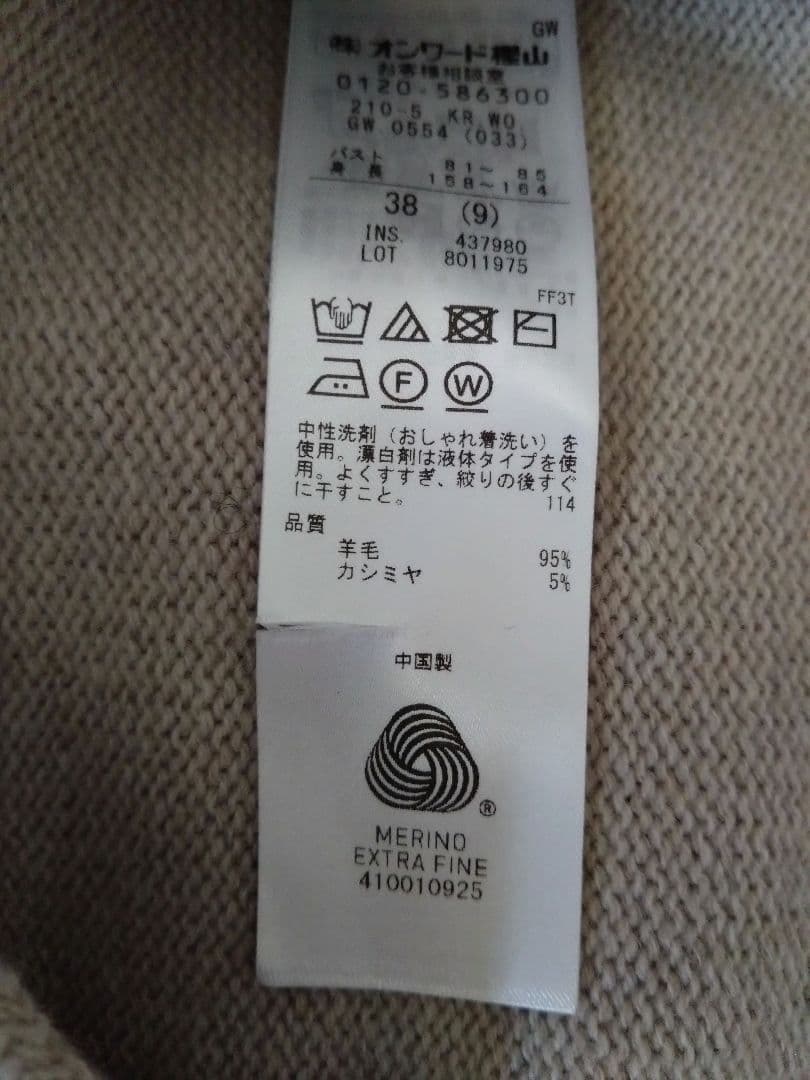 GW
(株)オンワード樫山
お客様相談室
0120-586300
210-5 KR WO
GW 0554 (033)
バスト 81~ 85
身長 158~164
38 (9)
INS. 437980
LOT 8011975
FF3T
F W
中性洗剤(おしゃれ着洗い)を
使用。漂白剤は液体タイプを使
用。よくすすぎ、絞りの後すぐ
に干すこと。 114
品質
羊毛 95%
カシミヤ 5%
中国製
®
MERINO
EXTRA FINE
410010925